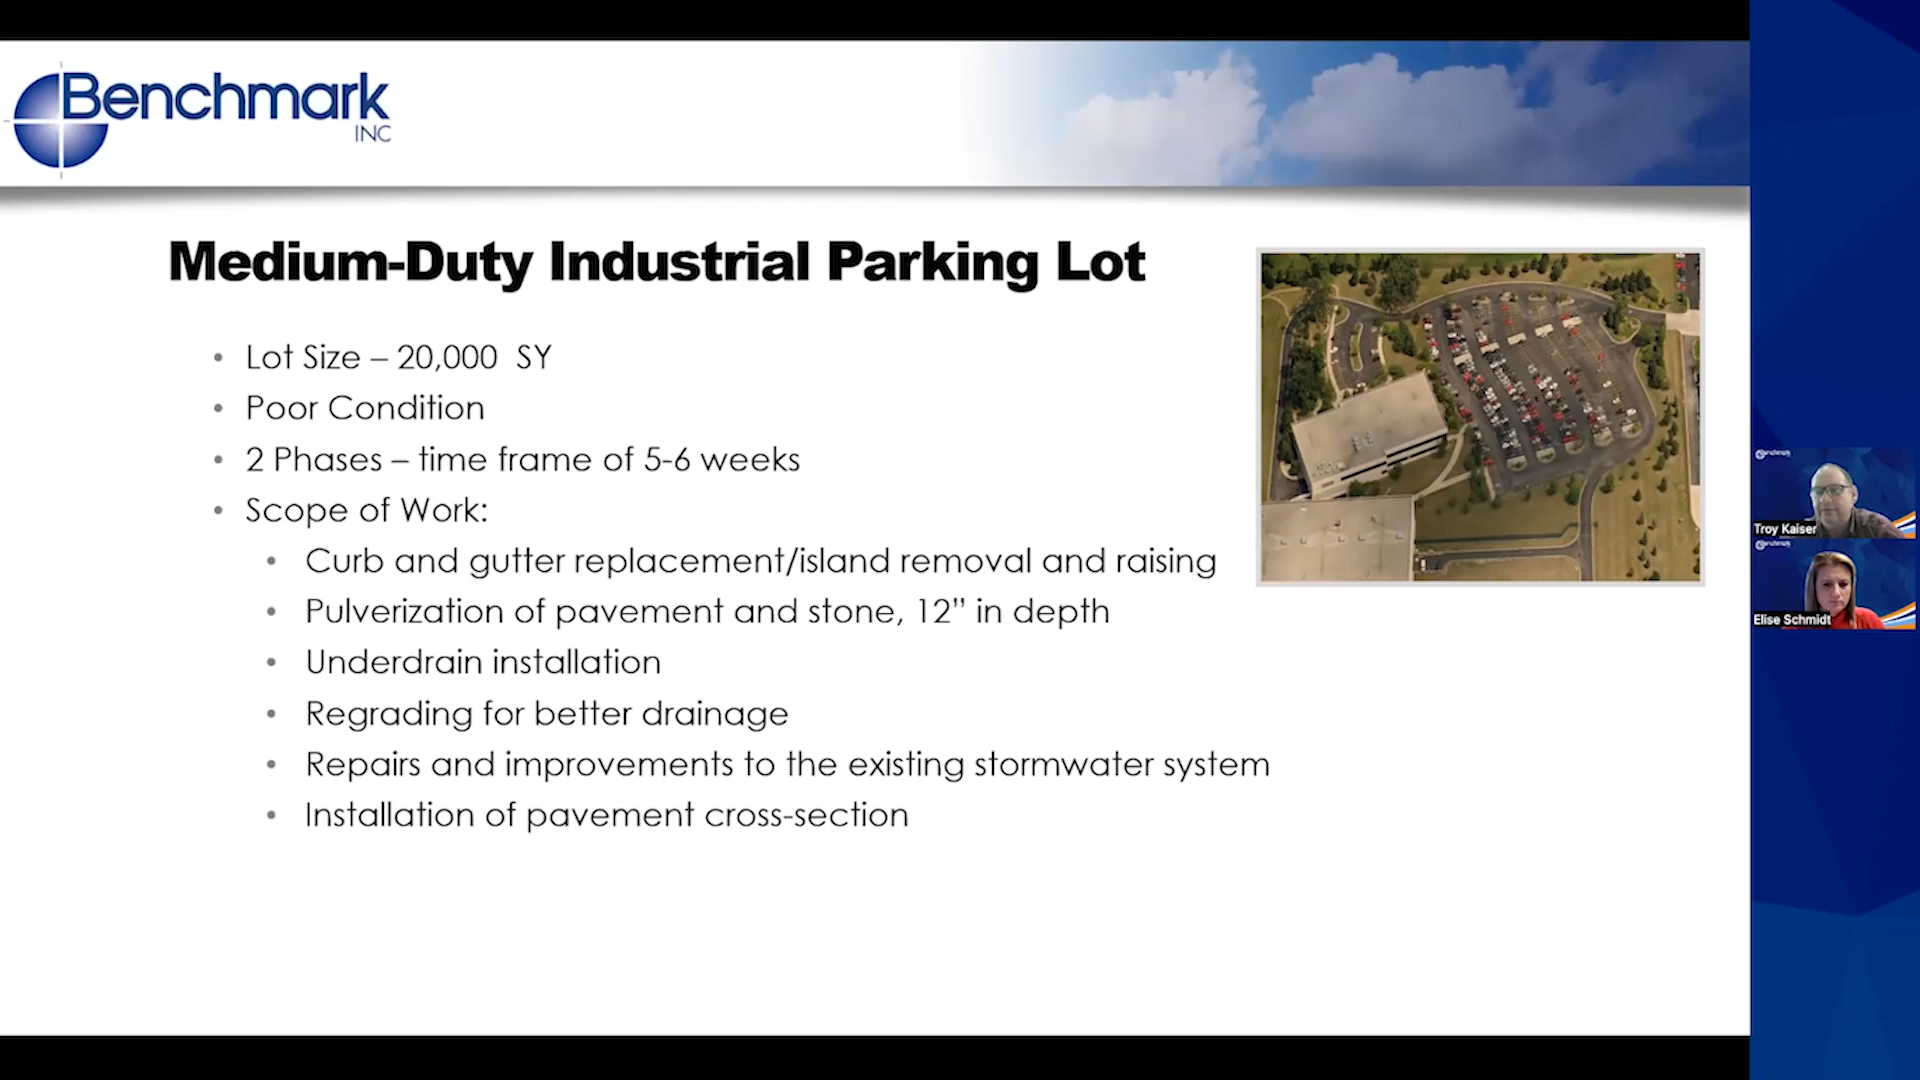 Benchmark
INC
Medium-Duty Industrial Parking Lot
• Lot Size – 20,000 SY
• Poor Condition
• 2 Phases – time frame of 5-6 weeks
• Scope of Work:
• Curb and gutter replacement/island removal and raising
• Pulverization of pavement and stone, 12” in depth
• Underdrain installation
• Regrading for better drainage
• Repairs and improvements to the existing stormwater system
• Installation of pavement cross-section
Benchmark
Troy Kaiser
Benchmark
Elise Schmidt